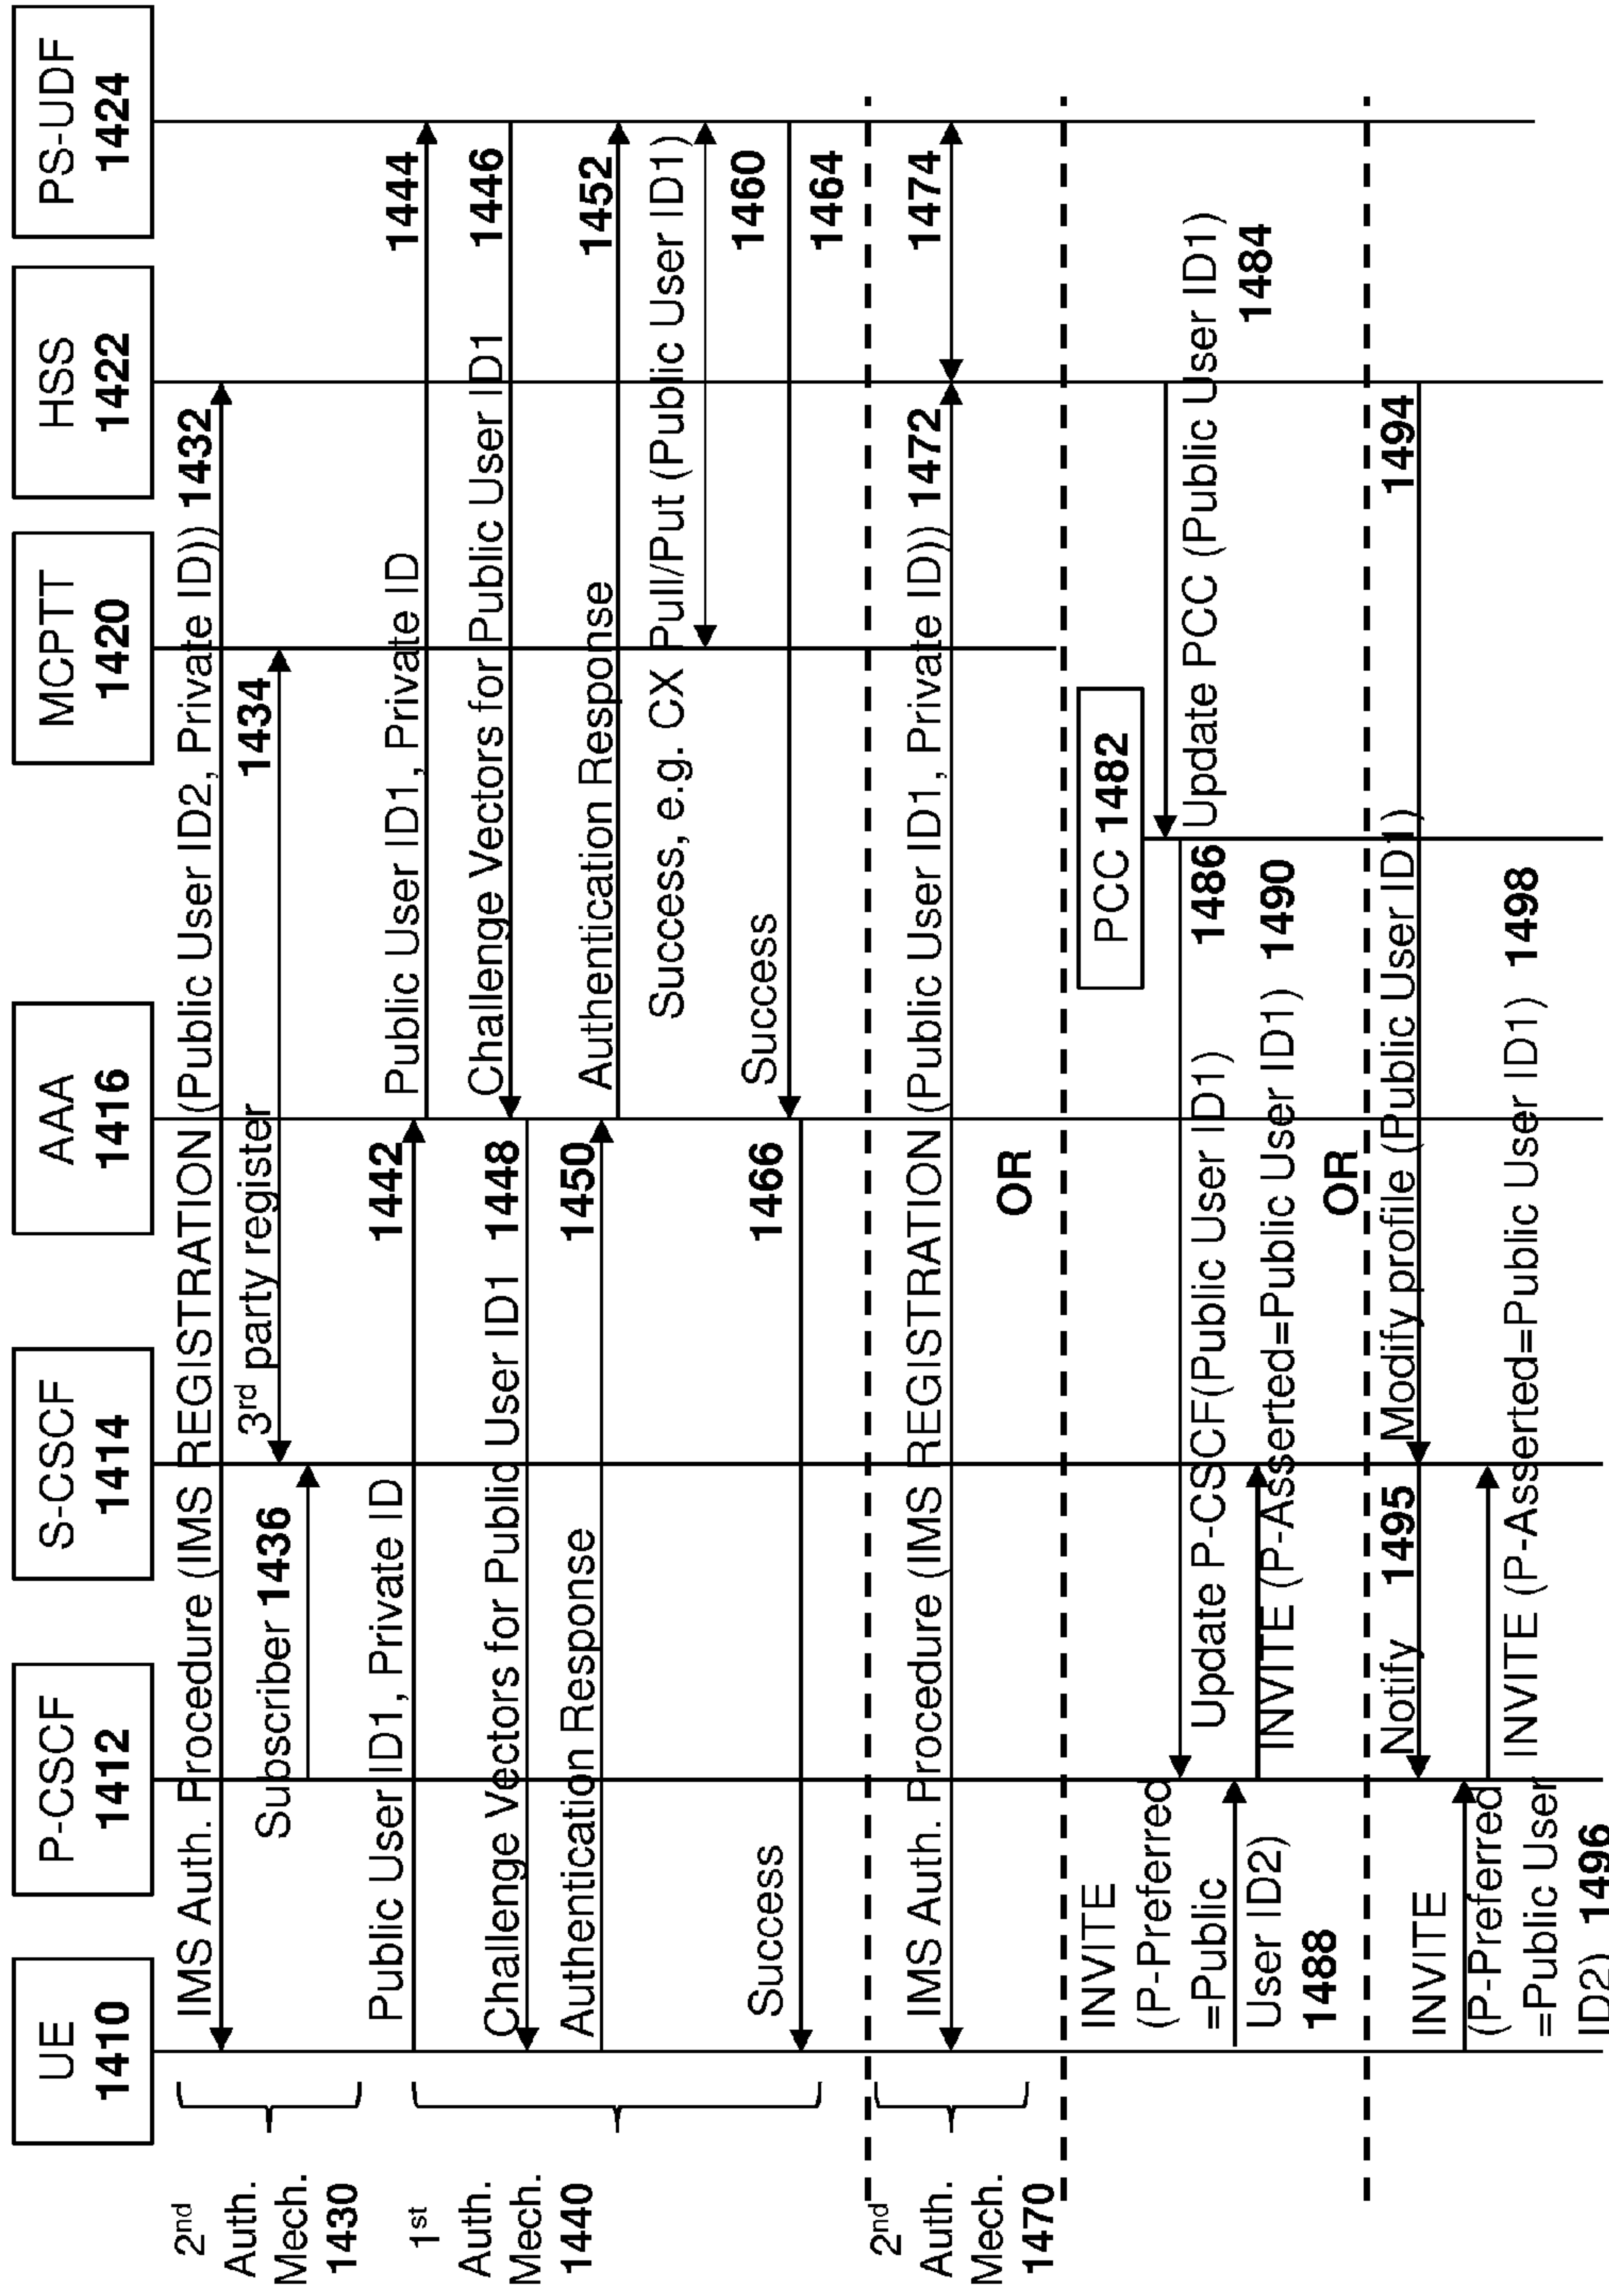 UE
1410
P-CSCF
1412
S-CSCF
1414
AAA
1416
MCPTT
1420
HSS
1422
PS-UDF
1424
2nd
Auth.
Mech.
1430
IMS Auth. Procedure (IMS REGISTRATION (Public User ID2, Private ID)) 1432
3rd party register
1434
Subscriber 1436
1st
Auth.
Mech.
1440
Public User ID1, Private ID
1442
Public User ID1, Private ID
1444
Challenge Vectors for Public User ID1
1446
Challenge Vectors for Public User ID1 1448
Authentication Response
1450
Authentication Response
1452
Success, e.g. CX Pull/Put (Public User ID1)
1460
Success
1464
Success
1466
2nd
Auth
Mech.
1470
IMS Auth Procedure (IMS REGISTRATION (Public User ID1, Private ID)) 1472
1474
OR
PCC 1482
Update PCC (Public User ID1)
1484
1486
Update P-CSCF(Public User ID1)
INVITE
(P-Preferred
=Public
User ID2)
1488
INVITE (P-Asserted=Public User ID1) 1490
OR
Modify profile (Public User ID1)
1494
Notify 1495
INVITE
(P-Preferred
=Public User
ID2) 1496
INVITE (P-Asserted=Public User ID1) 1498